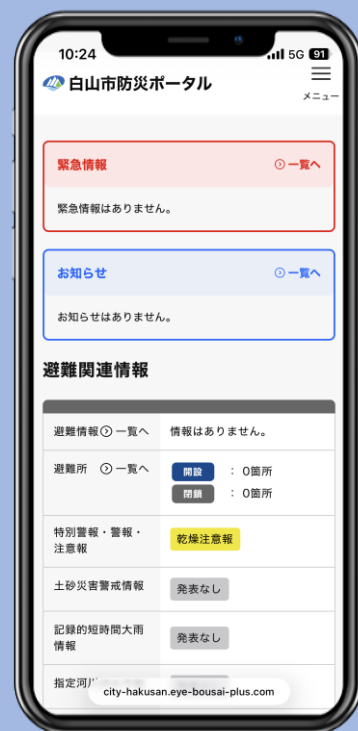 10:24 5G 91
白山市防災ポータル
メニュー
緊急情報 一覧へ
緊急情報はありません。
お知らせ 一覧へ
お知らせはありません。
避難関連情報
避難情報 一覧へ 情報はありません。
避難所 一覧へ 開設 : 0箇所
閉鎖 : 0箇所
特別警報・警報・
注意報
乾燥注意報
土砂災害警戒情報 発表なし
記録的短時間大雨
情報
発表なし
指定河川
city-hakusan.eye-bousai-plus.com